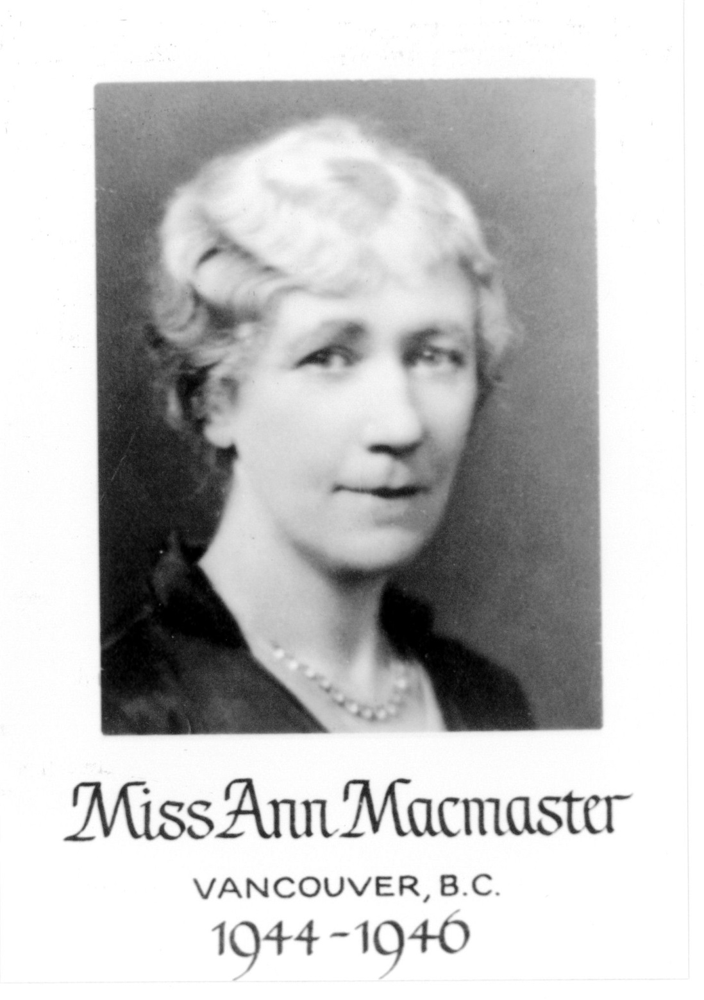 Miss Ann Macmaster
VANCOUVER, B.C.
1944-1946